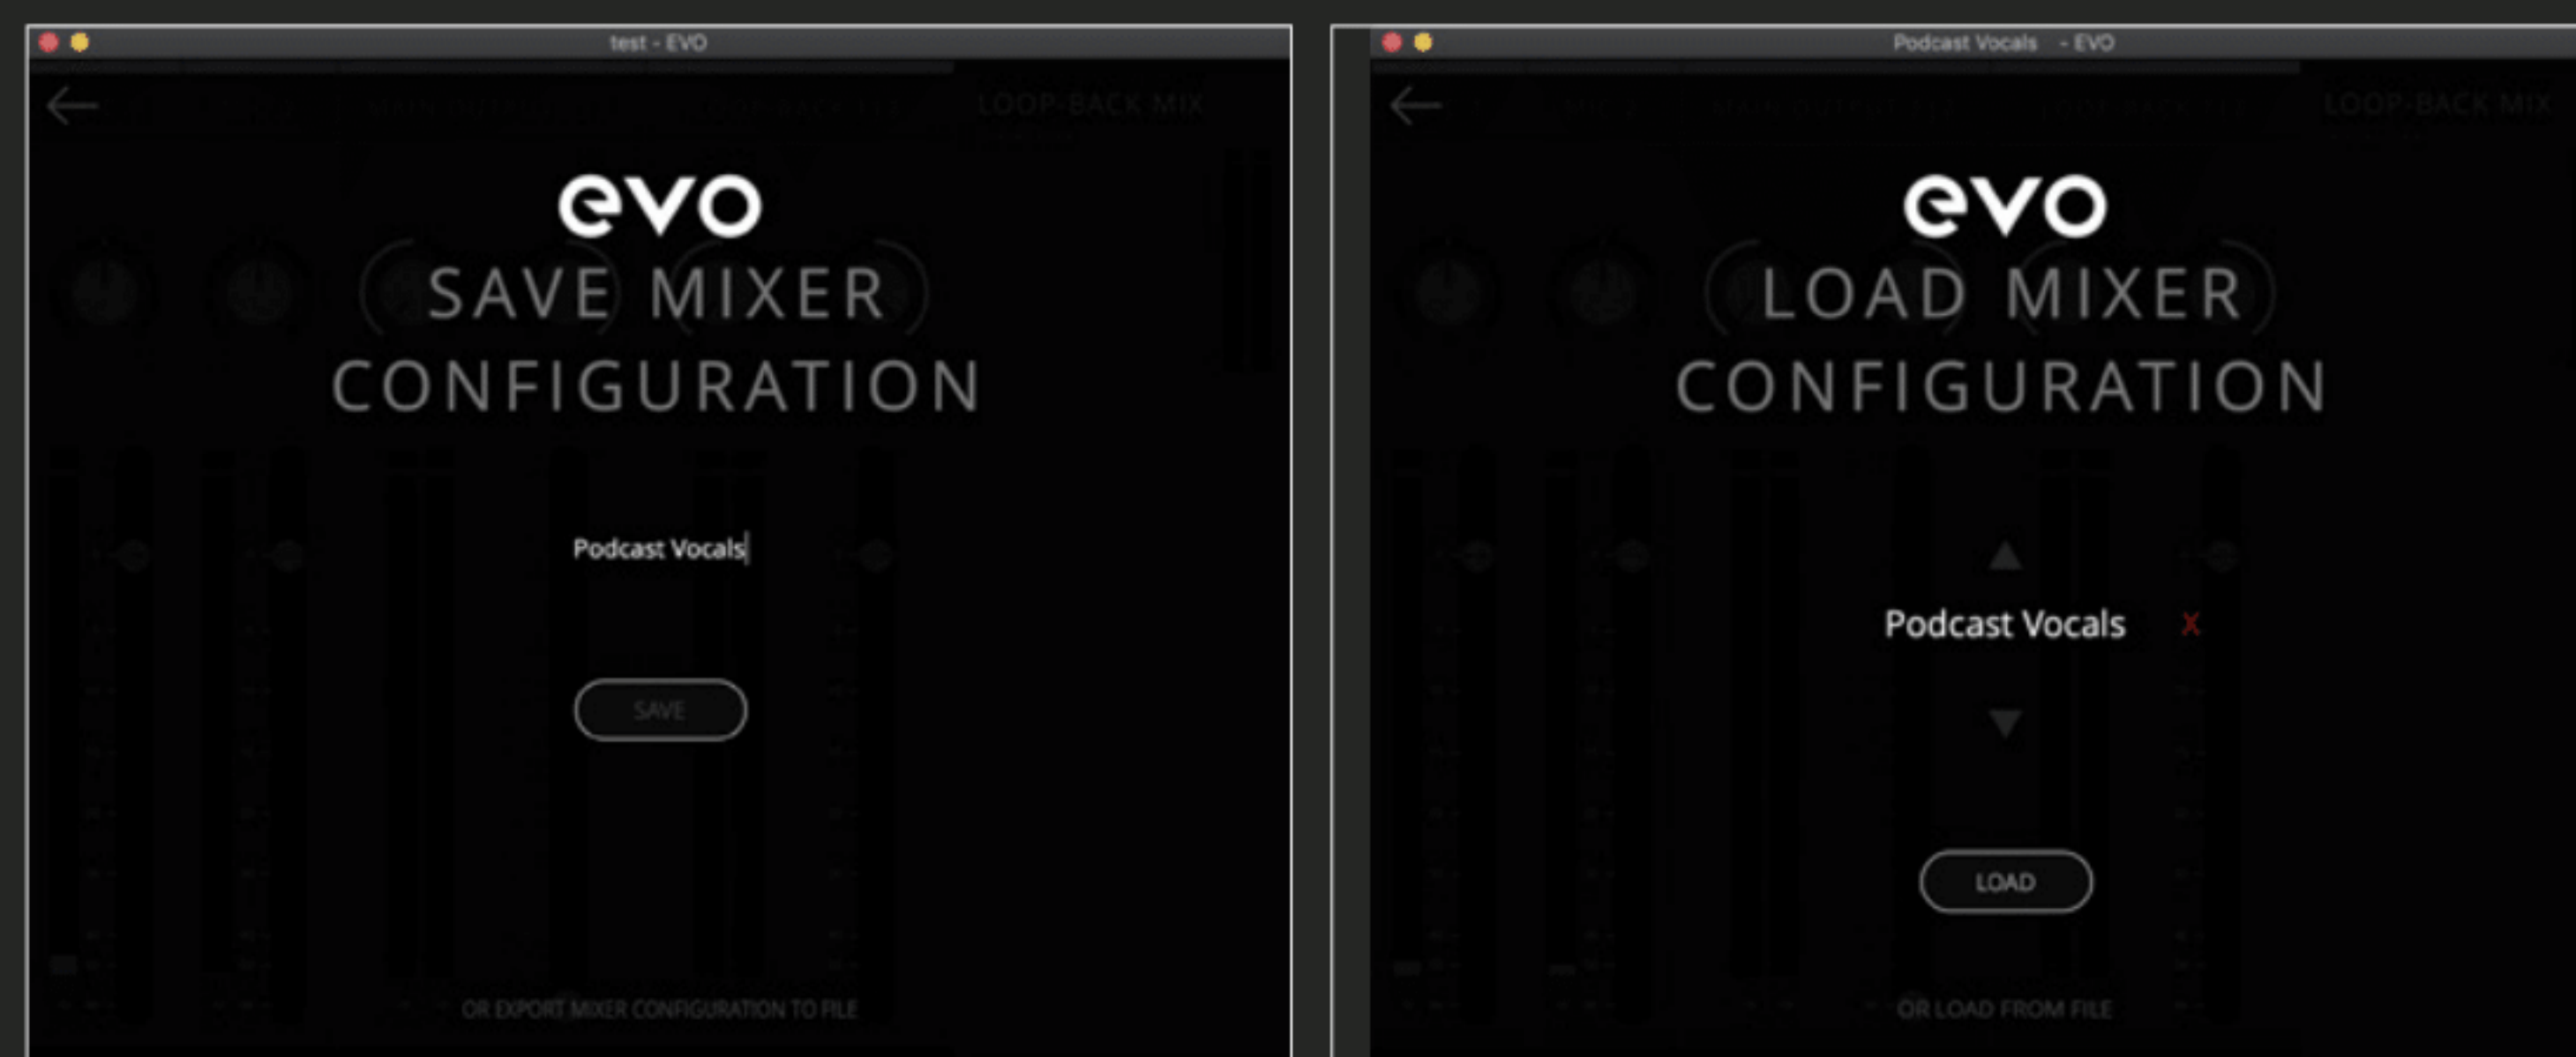 test - EVO
LOOP-BACK MIX
evo
SAVE MIXER
CONFIGURATION
Podcast Vocals
SAVE
OR EXPORT MIXER CONFIGURATION TO FILE
Podcast Vocals - EVO
LOOP-BACK MIX
evo
LOAD MIXER
CONFIGURATION
Podcast Vocals X
LOAD
OR LOAD FROM FILE